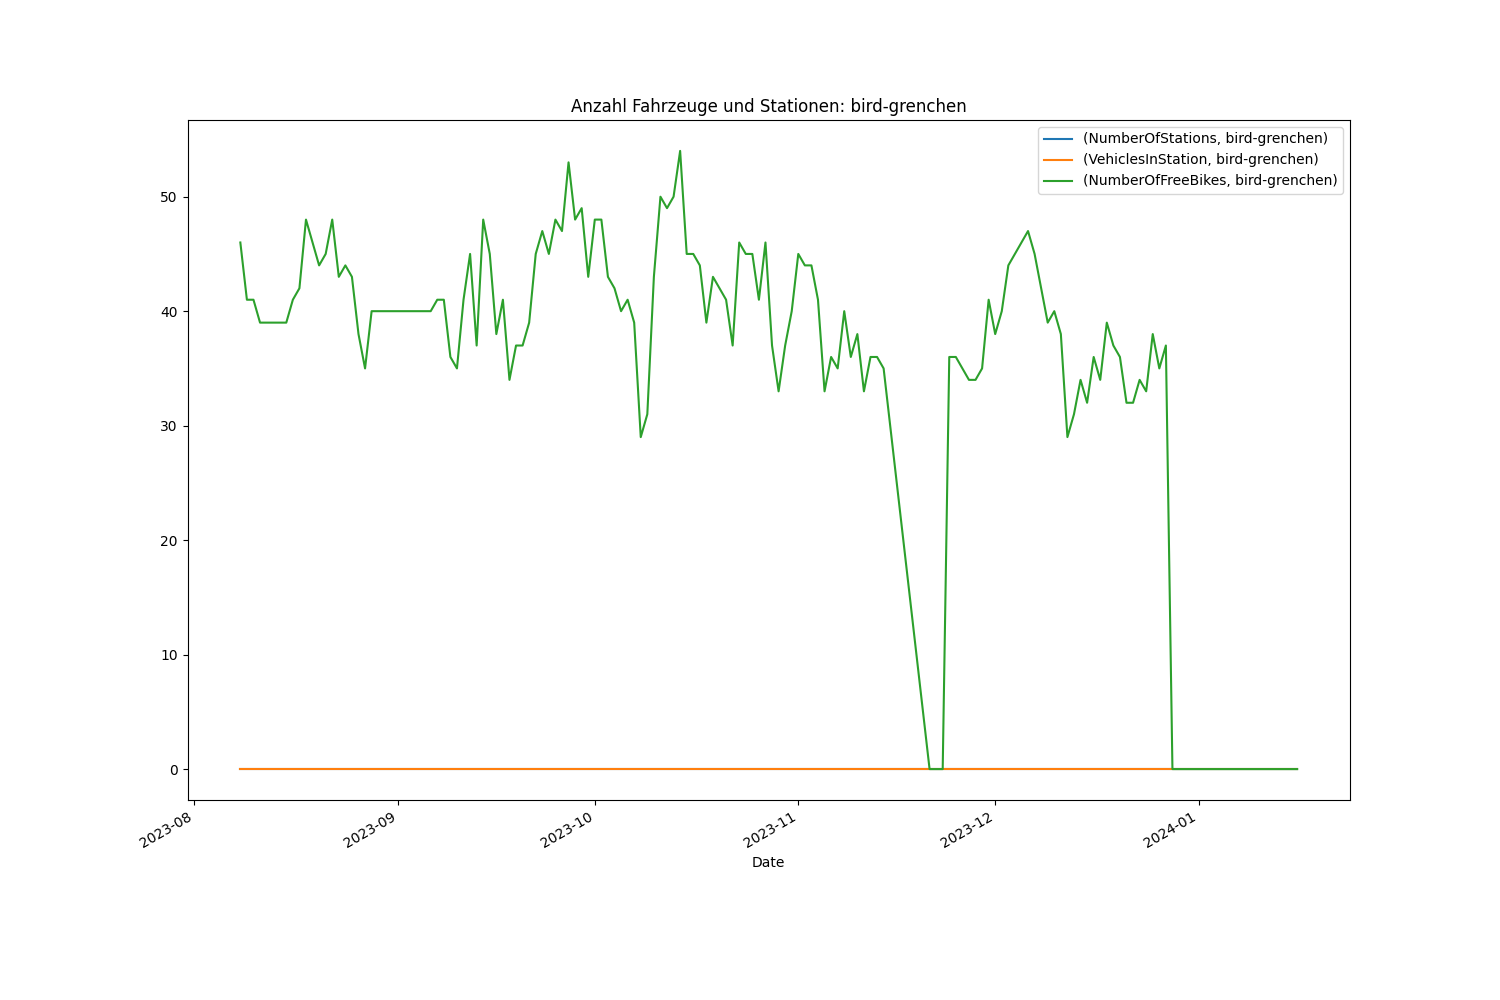 Anzahl Fahrzeuge und Stationen: bird-grenchen
(NumberOfStations, bird-grenchen)
(VehiclesInStation, bird-grenchen)
(NumberOfFreeBikes, bird-grenchen)
50
40
30
20
10
0
2023-08
2023-09
2023-10
2023-11
2023-12
2024-01
Date